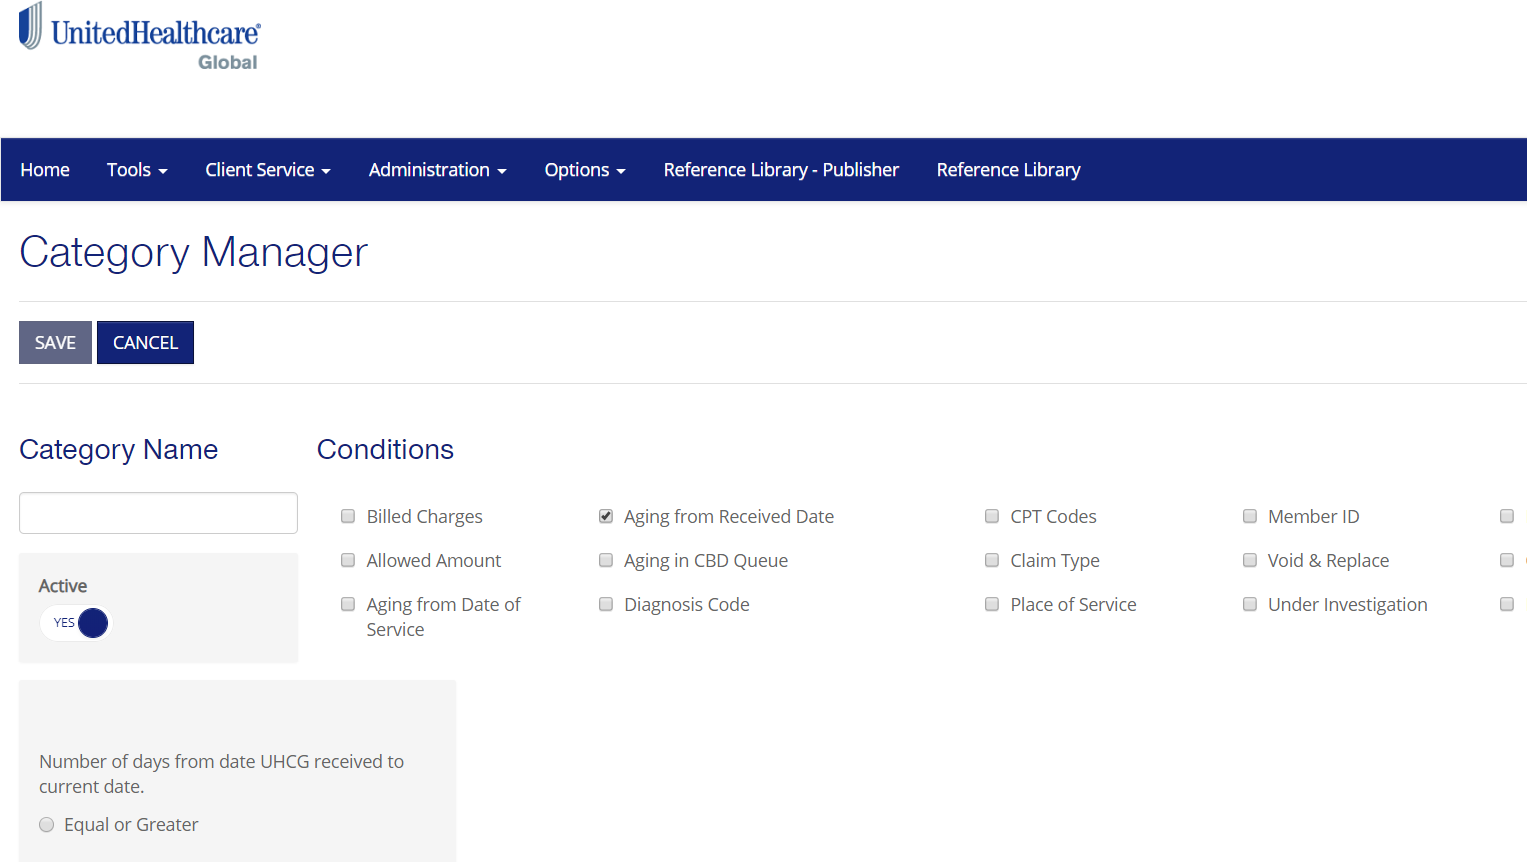 UnitedHealthcare®
Global
Home Tools Client Service Administration Options Reference Library - Publisher Reference Library
Category Manager
SAVE CANCEL
Category Name Conditions
Billed Charges Aging from Received Date CPT Codes Member ID
Allowed Amount Aging in CBD Queue Claim Type Void & Replace
Active
Aging from Date of Diagnosis Code Place of Service Under Investigation
Service
YES
Number of days from date UHCG received to
current date.
Equal or Greater